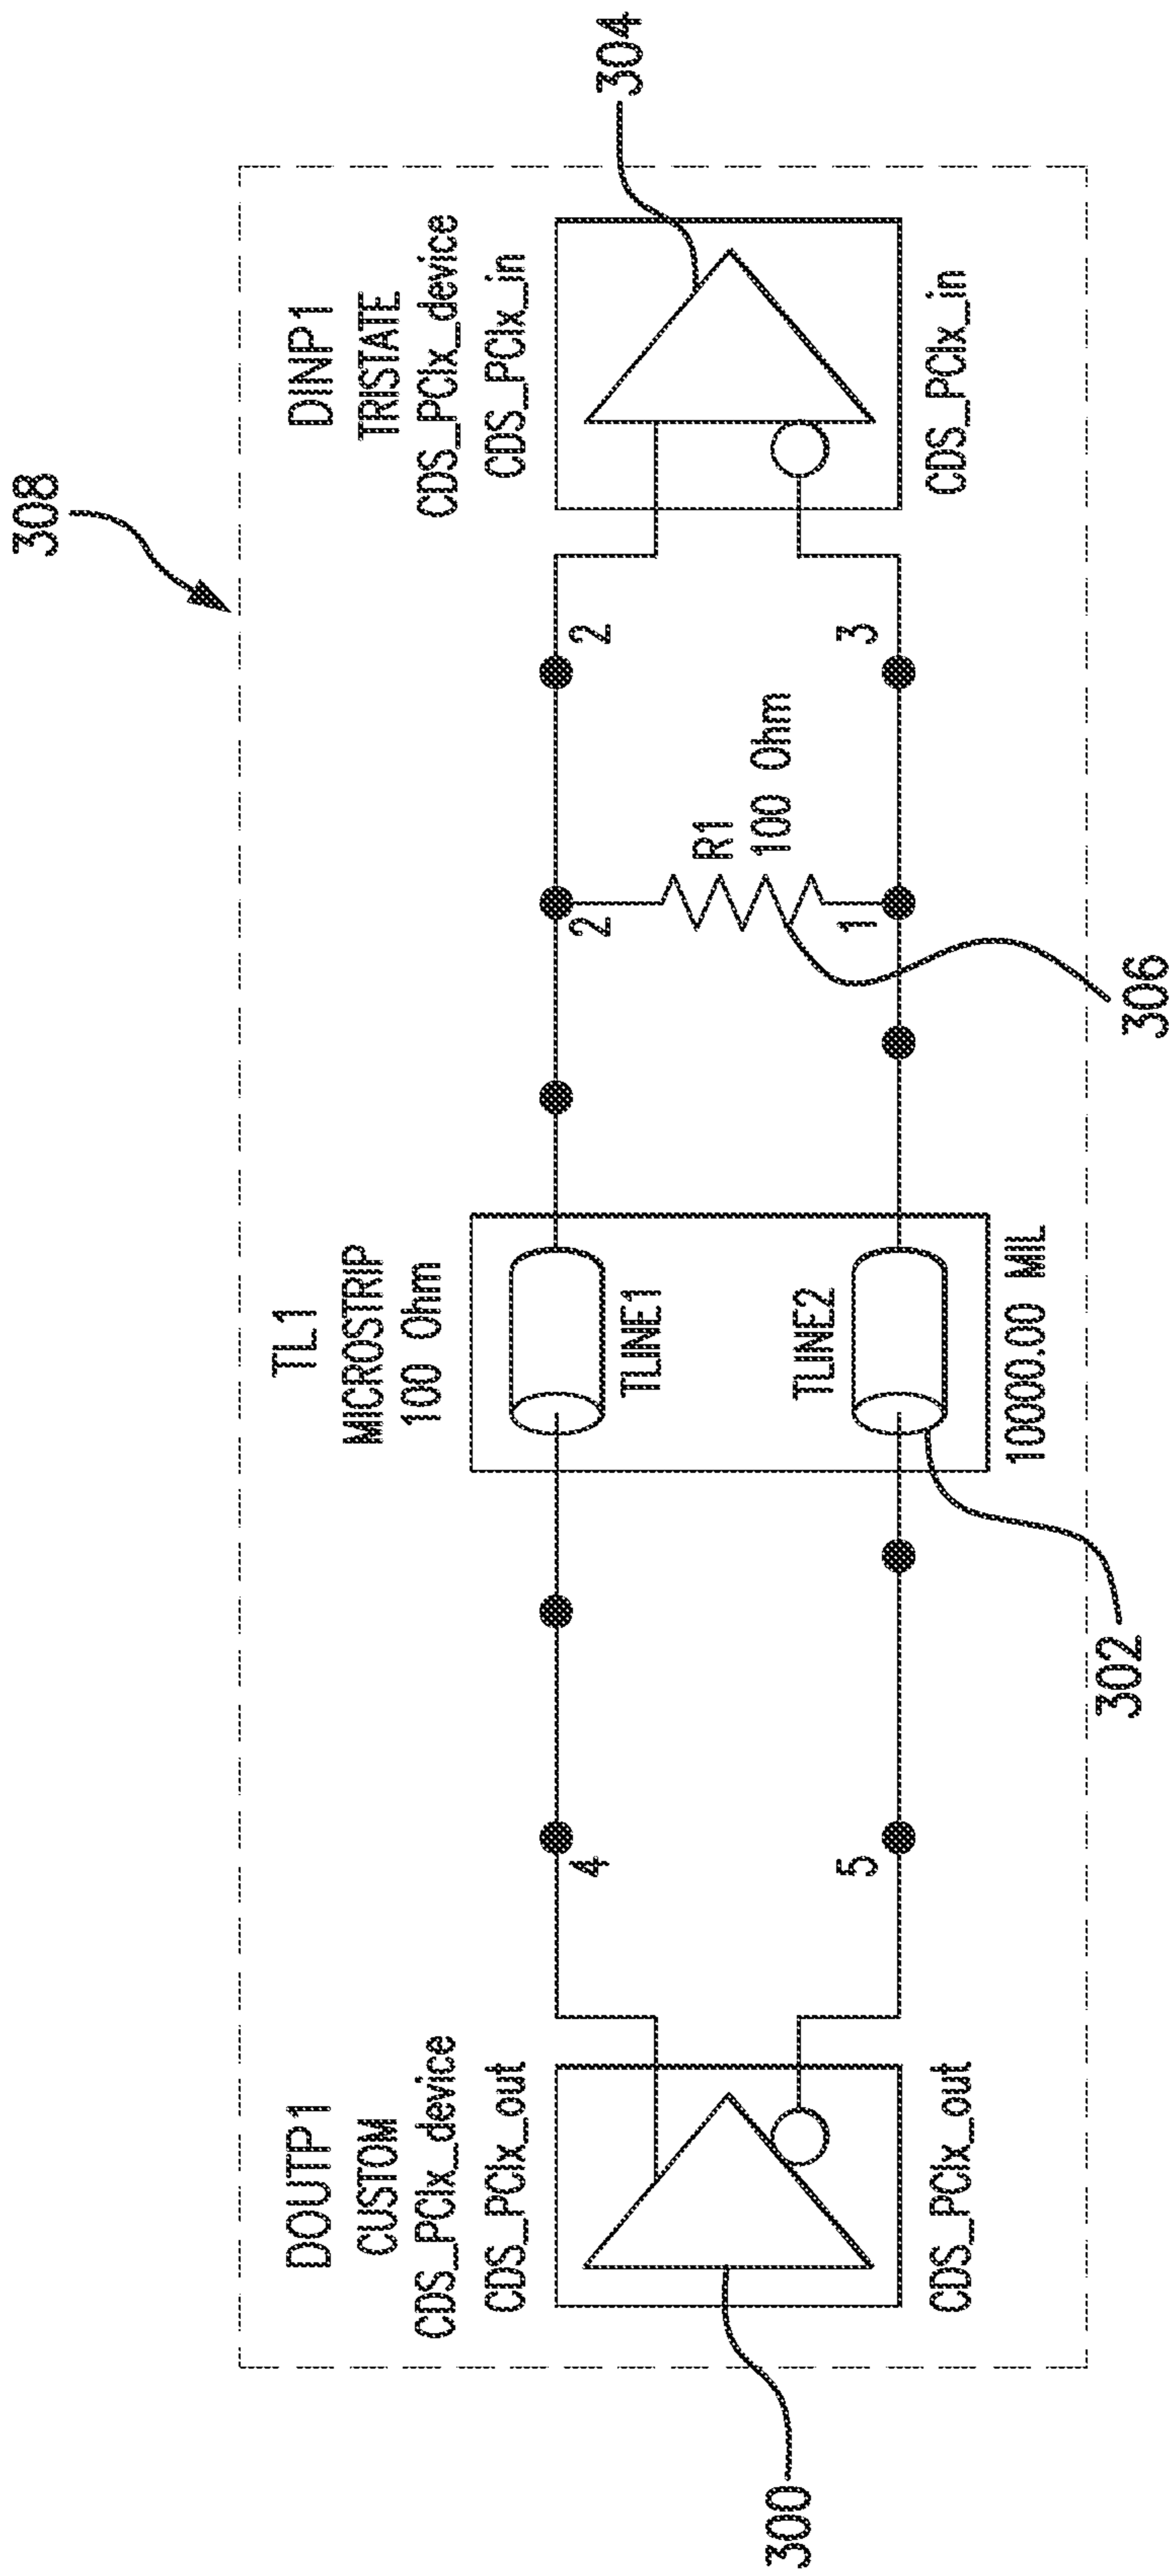 308
DOUTP1
CUSTOM
CDS_PCIx_device
CDS_PCIx_out
CDS_PCIx_out
300
4
5
TL1
MICROSTRIP
100 Ohm
TLINE1
TLINE2
10000.00 MIL
302
2
1
R1
100 Ohm
306
2
3
DINP1
TRISTATE
CDS_PCIx_device
CDS_PCIx_in
CDS_PCIx_in
304